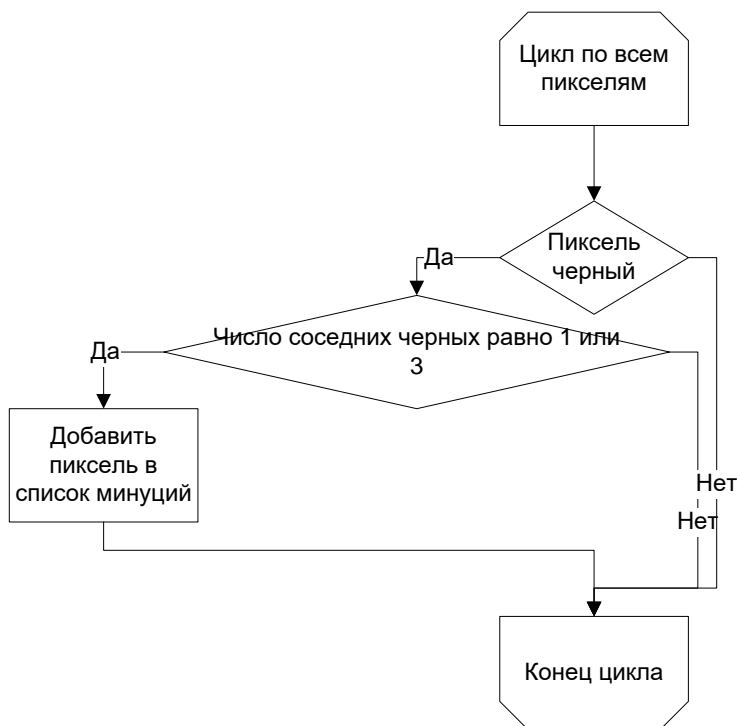 Цикл по всем
пикселям
Пиксель
черный
Да
Число соседних черных равно 1 или
3
Да
Добавить
пиксель в
список минуций
Нет
Нет
Конец цикла